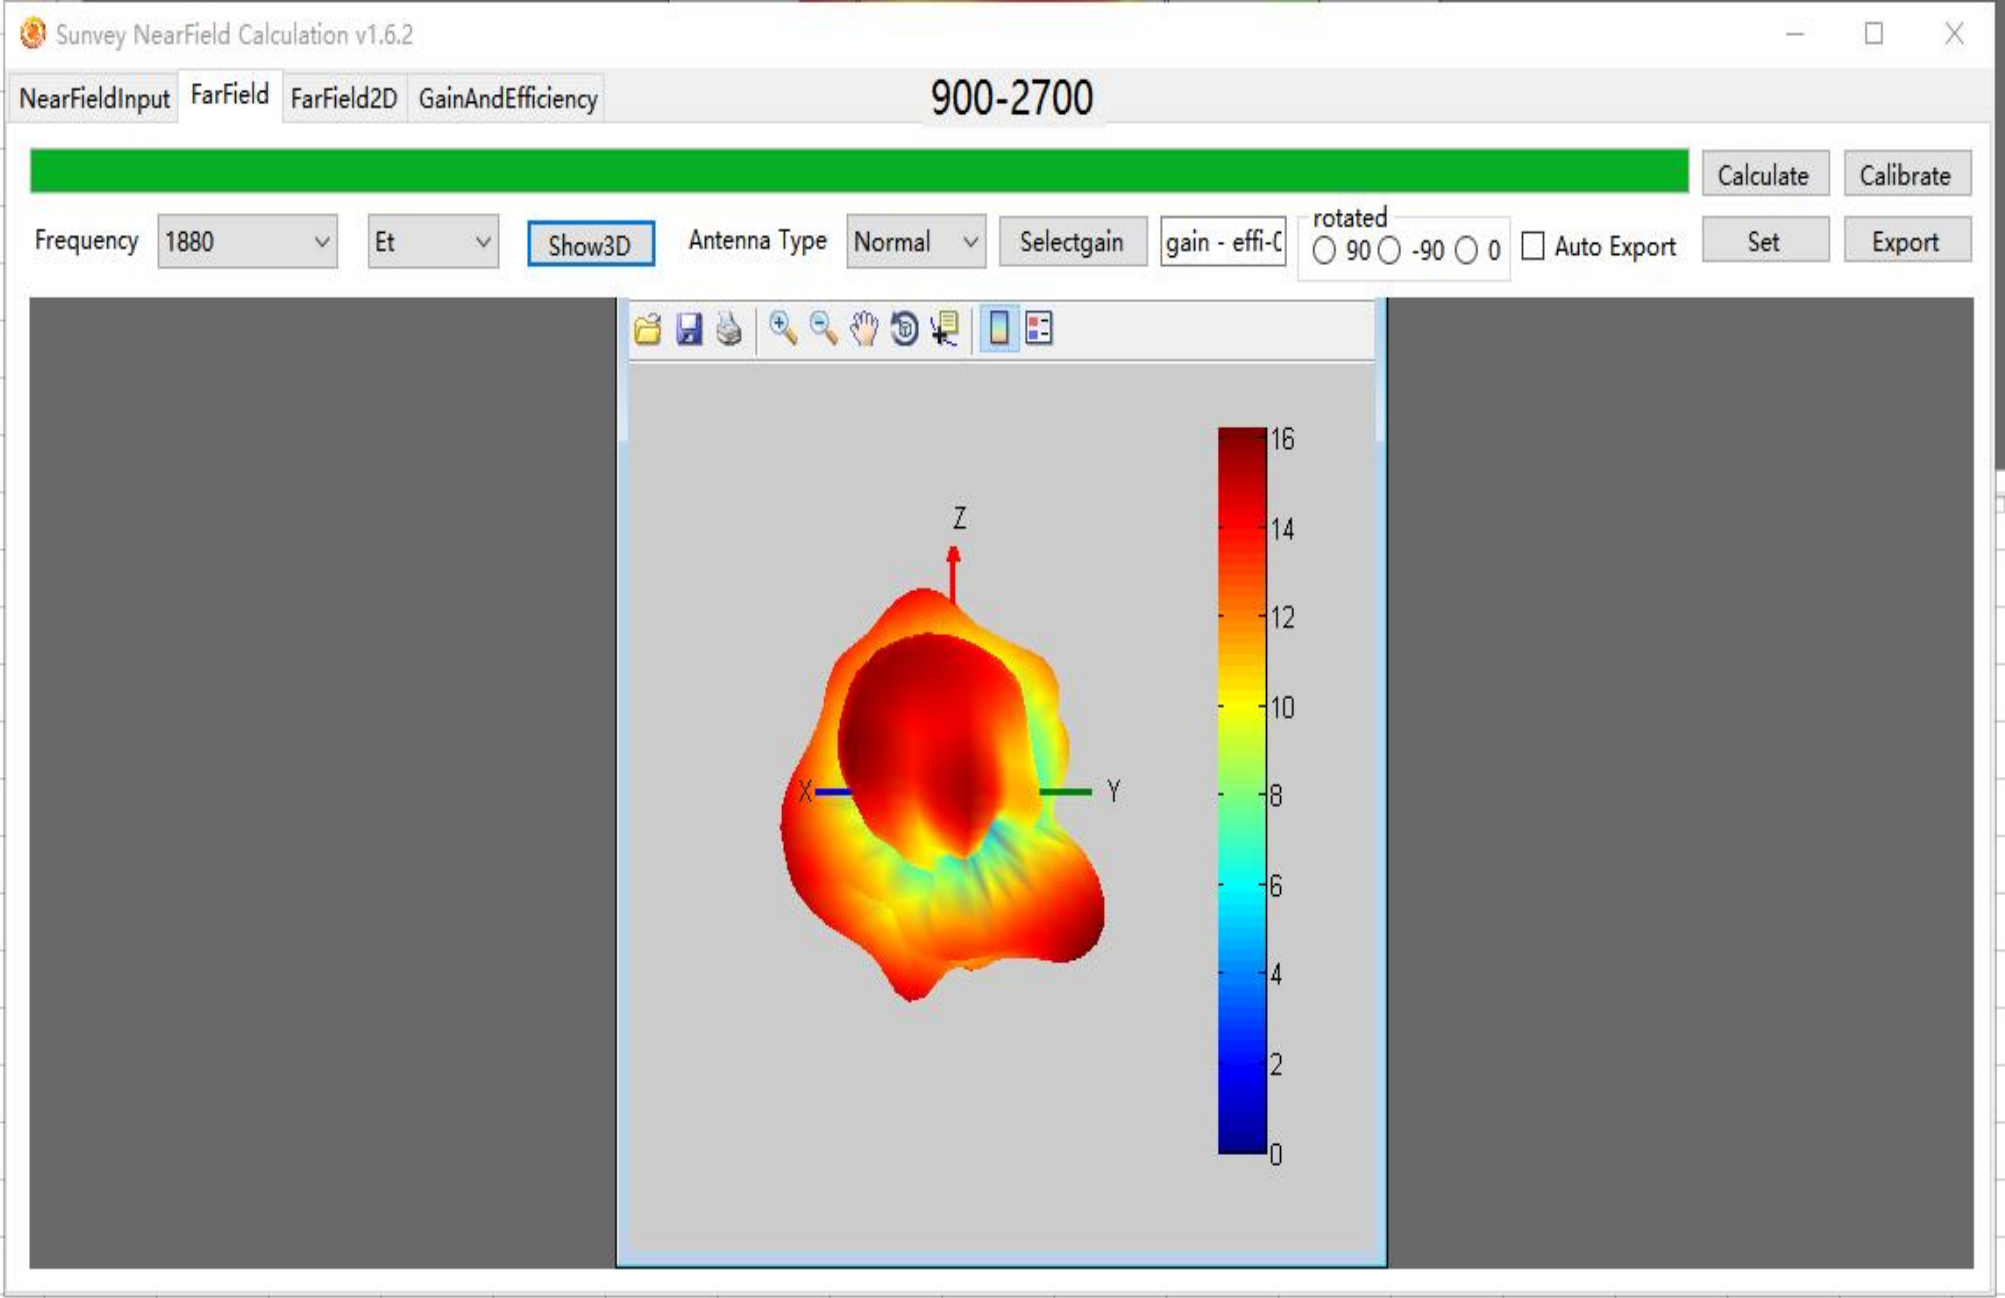 Sunvey NearField Calculation v1.6.2
NearFieldInput FarField FarField2D GainAndEfficiency 900-2700
Calculate Calibrate
Frequency 1880 Et Show3D Antenna Type Normal Selectgain gain - effi-C rotated 90 -90 0 Auto Export Set Export
16
Z
14
12
10
X Y 8
6
4
2
0